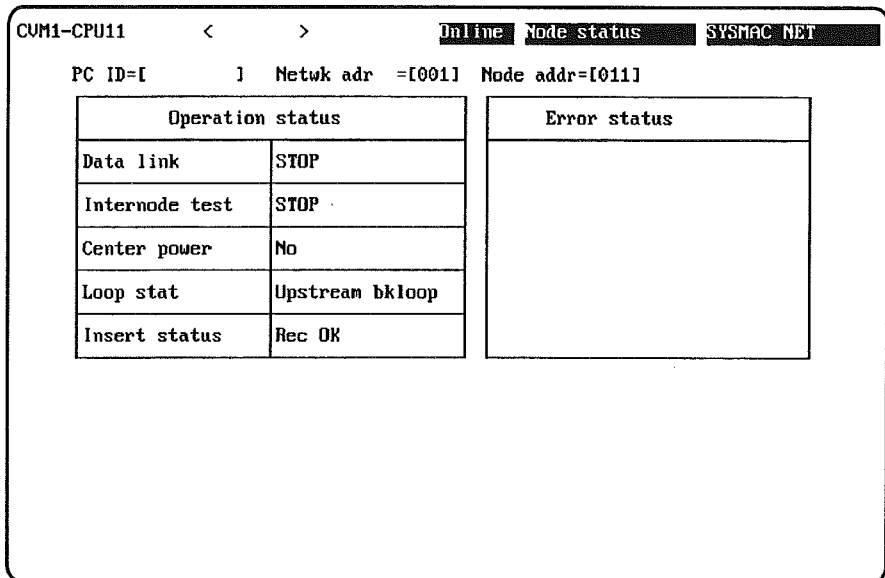 CVM1-CPU11 < > Online Node status SYSMAC NET
PC ID=[ ] Netwk adr =[001] Node addr=[011]
Operation status
Error status
Data link STOP
Internode test STOP
Center power No
Loop stat Upstream bkloop
Insert status Rec OK